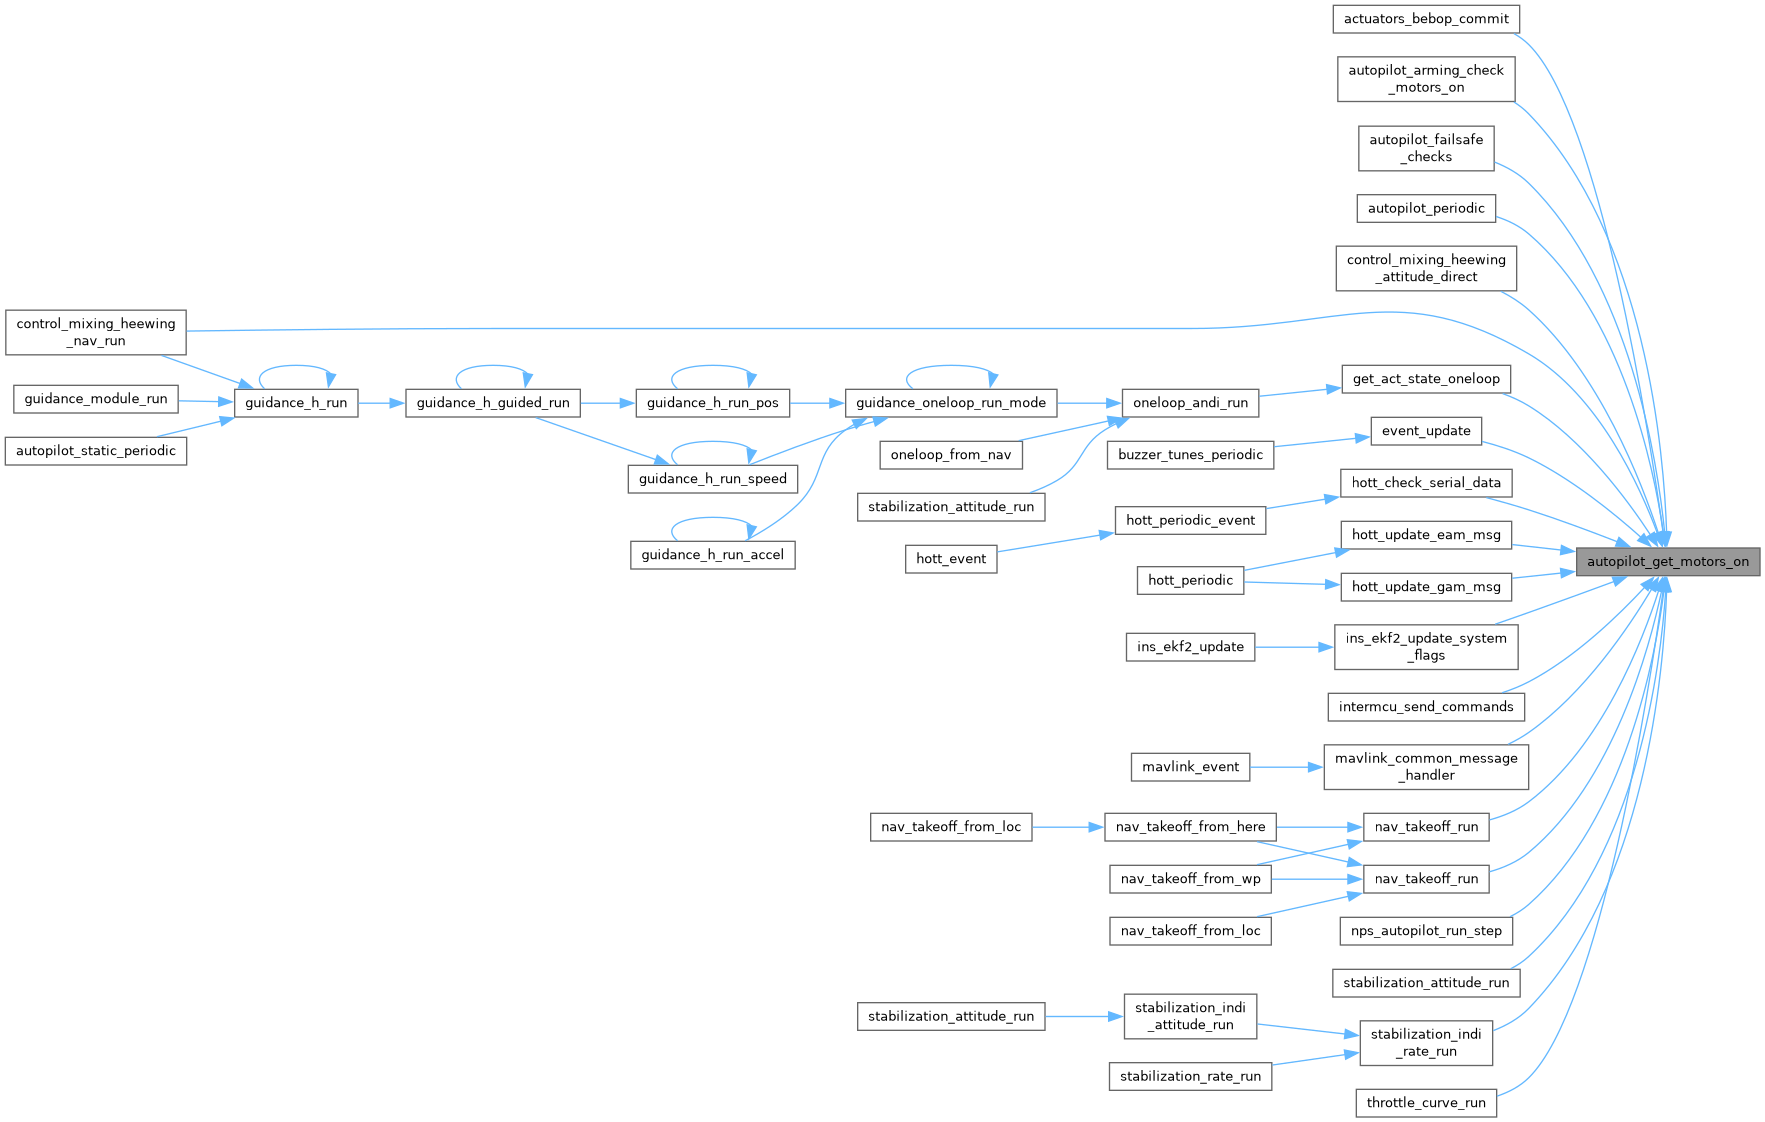 actuators_bebop_commit
autopilot_arming_check
_motors_on
autopilot_failsafe
_checks
autopilot_periodic
control_mixing_heewing
_attitude_direct
control_mixing_heewing
_nav_run
guidance_module_run
autopilot_static_periodic
guidance_h_run
guidance_h_guided_run
guidance_h_run_pos
guidance_h_run_speed
guidance_h_run_accel
guidance_oneloop_run_mode
oneloop_from_nav
stabilization_attitude_run
oneloop_andi_run
get_act_state_oneloop
buzzer_tunes_periodic
event_update
hott_event
hott_periodic_event
hott_check_serial_data
hott_periodic
hott_update_eam_msg
hott_update_gam_msg
autopilot_get_motors_on
ins_ekf2_update
ins_ekf2_update_system
_flags
intermcu_send_commands
mavlink_event
mavlink_common_message
_handler
nav_takeoff_from_loc
nav_takeoff_from_here
nav_takeoff_run
nav_takeoff_from_wp
nav_takeoff_run
nav_takeoff_from_loc
nps_autopilot_run_step
stabilization_attitude_run
stabilization_attitude_run
stabilization_indi
_attitude_run
stabilization_indi
_rate_run
stabilization_rate_run
throttle_curve_run